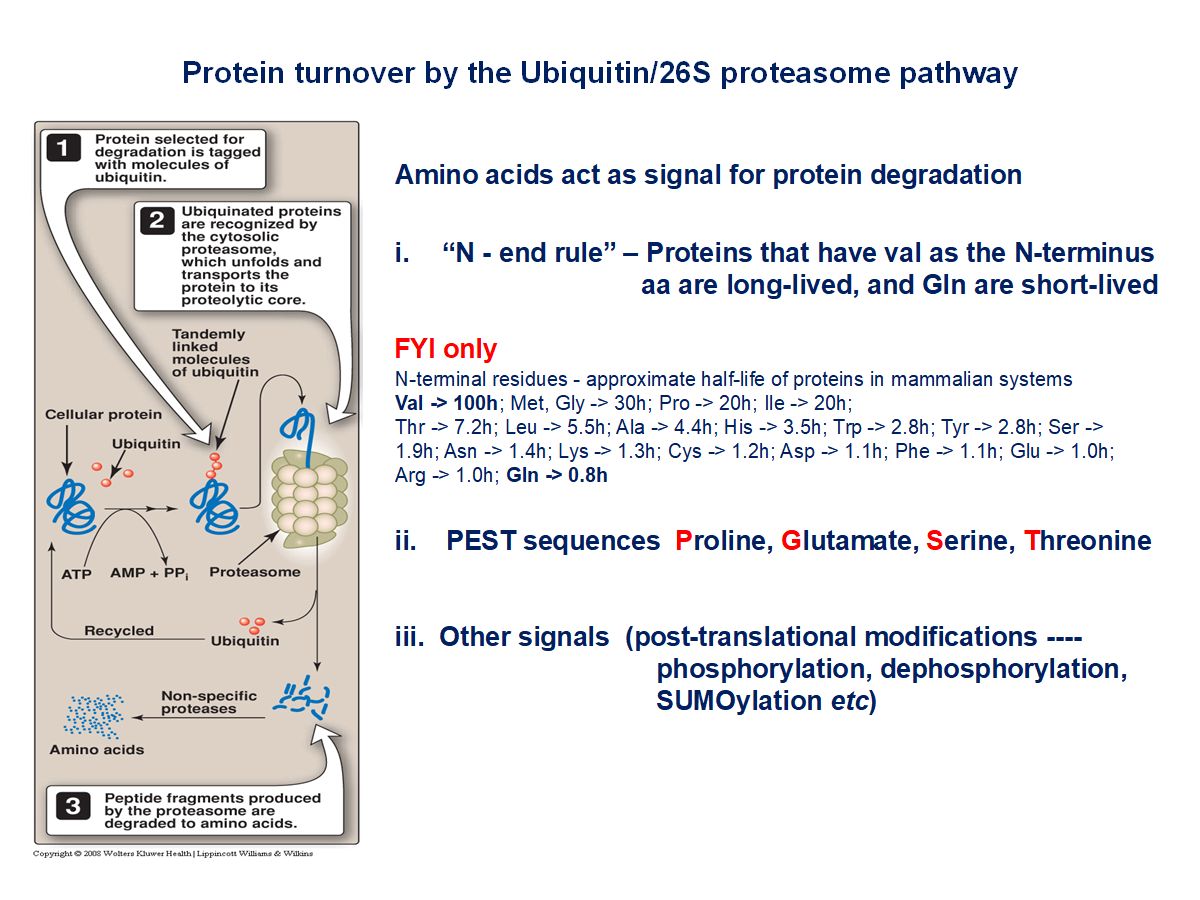 Protein turnover by the Ubiquitin/26S proteasome pathway
1 Protein selected for
degradation is tagged
with molecules of
ubiquitin.
2 Ubiquinated proteins
are recognized by
the cytosolic
proteasome,
which unfolds and
transports the
protein to its
proteolytic core.
Tandemly
linked
molecules
of ubiquitin
Cellular protein
Ubiquitin
ATP
AMP + PPi
Proteasome
Recycled
Ubiquitin
Non-specific
proteases
Amino acids
3 Peptide fragments produced
by the proteasome are
degraded to amino acids.
Copyright © 2008 Wolters Kluwer Health | Lippincott Williams & Wilkins
Amino acids act as signal for protein degradation
i. “N - end rule” – Proteins that have val as the N-terminus
aa are long-lived, and Gln are short-lived
FYI only
N-terminal residues - approximate half-life of proteins in mammalian systems
Val -> 100h; Met, Gly -> 30h; Pro -> 20h; Ile -> 20h;
Thr -> 7.2h; Leu -> 5.5h; Ala -> 4.4h; His -> 3.5h; Trp -> 2.8h; Tyr -> 2.8h; Ser ->
1.9h; Asn -> 1.4h; Lys -> 1.3h; Cys -> 1.2h; Asp -> 1.1h; Phe -> 1.1h; Glu -> 1.0h;
Arg -> 1.0h; Gln -> 0.8h
ii. PEST sequences Proline, Glutamate, Serine, Threonine
iii. Other signals (post-translational modifications ----
phosphorylation, dephosphorylation,
SUMOylation etc)